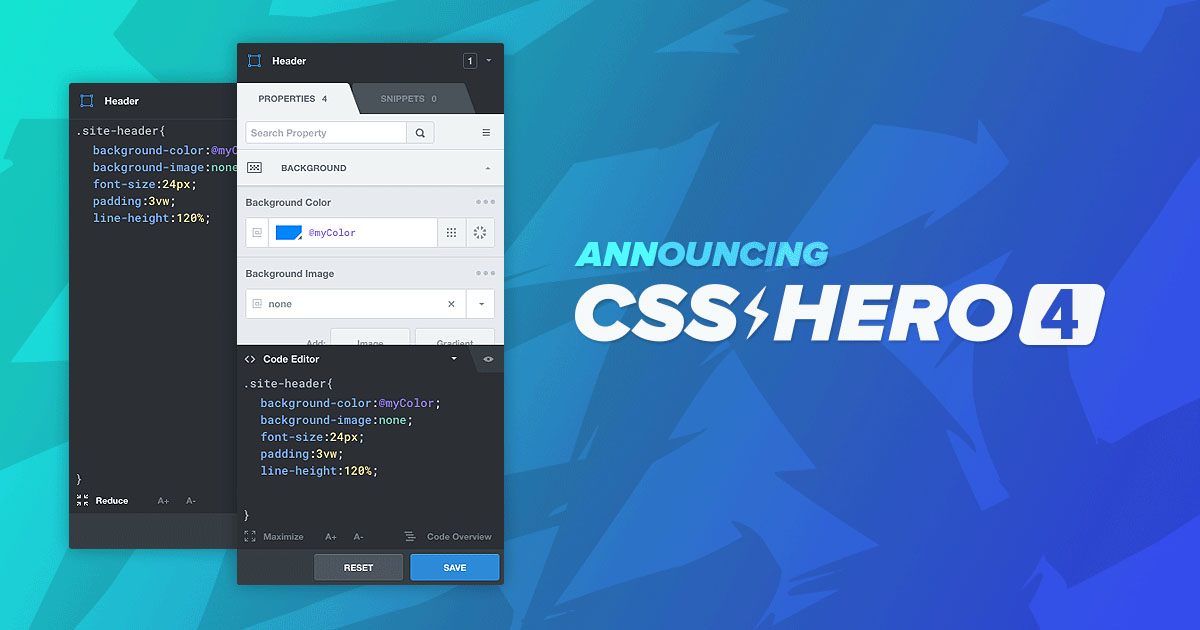 Header
.site-header{
background-color:@myC
background-image:none
font-size:24px;
padding:3vw;
line-height:120%;
}
Reduce A+ A-
Header 1
PROPERTIES 4 SNIPPETS 0
Search Property
BACKGROUND
Background Color
@myColor
Background Image
none
Add: Image Gradient
Code Editor
.site-header{
background-color:@myColor;
background-image:none;
font-size:24px;
padding:3vw;
line-height:120%;
}
Maximize A+ A- Code Overview
RESET SAVE
ANNOUNCING
CSS HERO 4